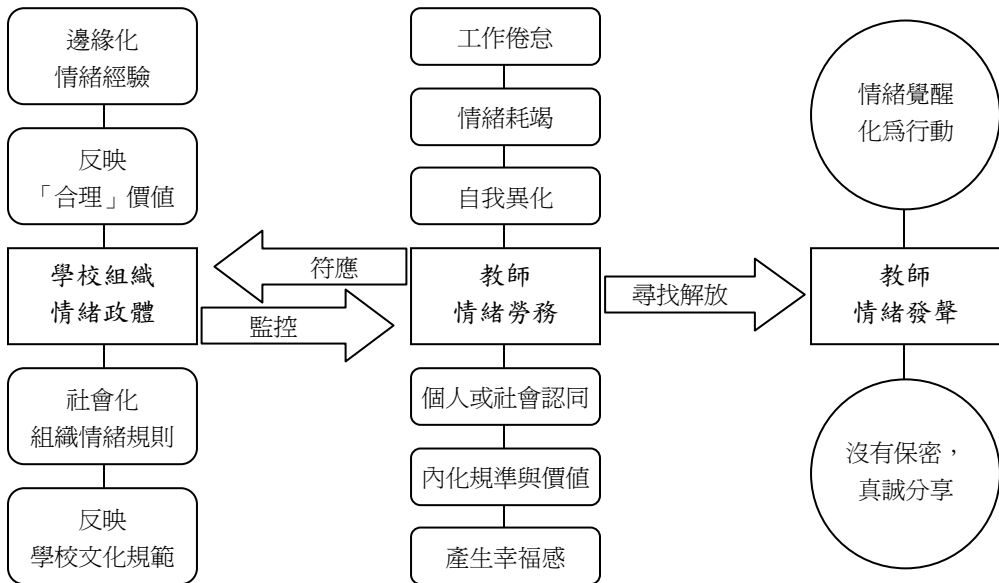 邊緣化
情緒經驗
反映
「合理」價值
學校組織
情緒政體
社會化
組織情緒規則
反映
學校文化規範
符應
監控
工作倦怠
情緒耗竭
自我異化
教師
情緒勞務
個人或社會認同
內化規準與價值
產生幸福感
尋找解放
情緒覺醒
化爲行動
教師
情緒發聲
沒有保密，
真誠分享